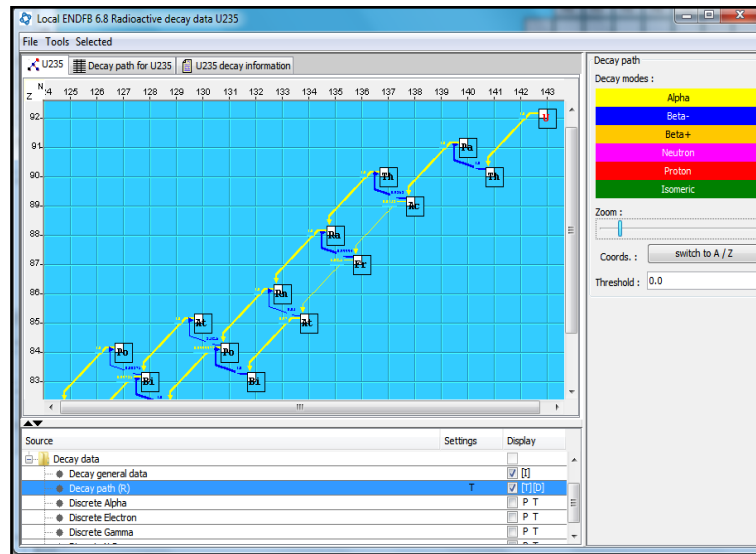 Local ENDFB 6.8 Radioactive decay data U235
File Tools Selected
U235 Decay path for U235 U235 decay information
N
Z
:4 125 126 127 128 129 130 131 132 133 134 135 136 137 138 139 140 141 142 143
92 U
91 Pa
90 Th Th
89 Ac
88 Ra
87 Fr
86 Rn
85 At At
84 Po Po
83 Bi Bi
Decay path
Decay modes :
Alpha
Beta-
Beta+
Neutron
Proton
Isomeric
Zoom :
Coords. : switch to A / Z
Threshold : 0.0
Source Settings Display
Decay data
Decay general data [I]
Decay path (R) T [T][D]
Discrete Alpha P T
Discrete Electron P T
Discrete Gamma P T